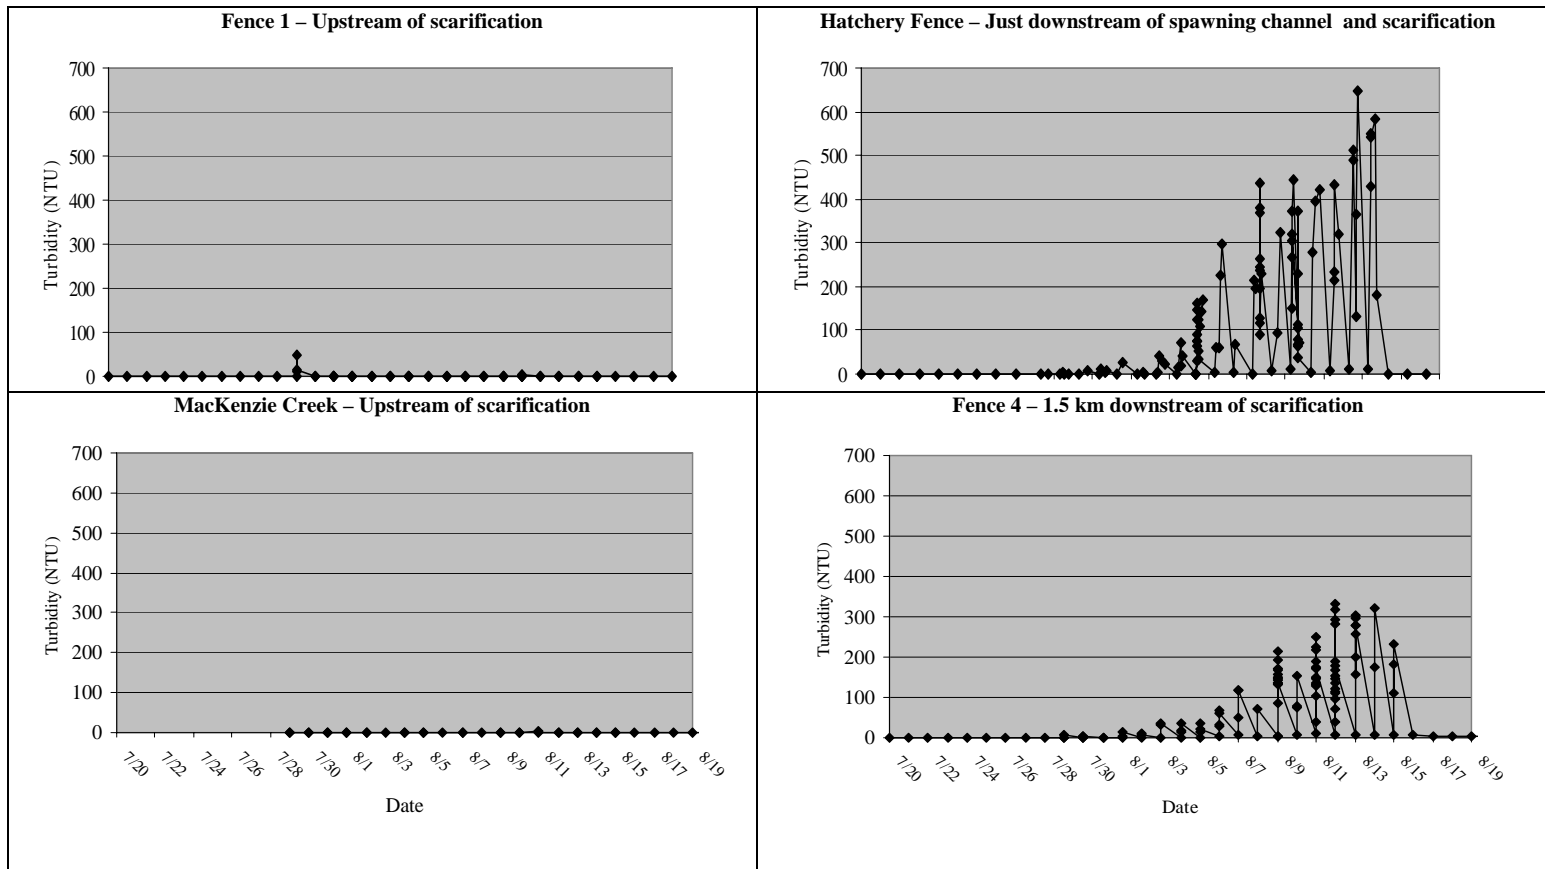 Fence 1 – Upstream of scarification
700
600
500
400
300
200
100
0
Turbidity (NTU)
Hatchery Fence – Just downstream of spawning channel and scarification
700
600
500
400
300
200
100
0
Turbidity (NTU)
MacKenzie Creek – Upstream of scarification
700
600
500
400
300
200
100
0
Turbidity (NTU)
7/20 7/22 7/24 7/26 7/28 7/30 8/1 8/3 8/5 8/7 8/9 8/11 8/13 8/15 8/17 8/19
Date
Fence 4 – 1.5 km downstream of scarification
700
600
500
400
300
200
100
0
Turbidity (NTU)
7/20 7/22 7/24 7/26 7/28 7/30 8/1 8/3 8/5 8/7 8/9 8/11 8/13 8/15 8/17 8/19
Date